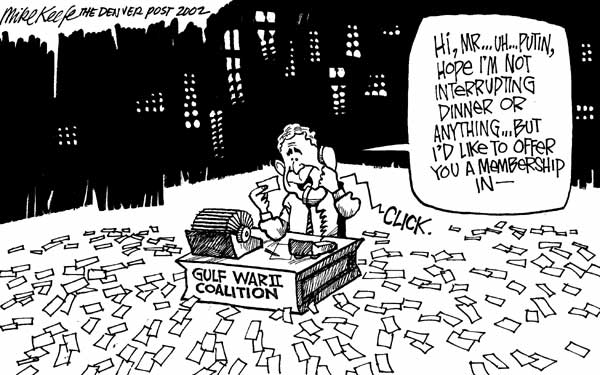 Mike Keefe THE DENVER POST 2002
HI, MR...UH...PUTIN,
HOPE I'M NOT
INTERRUPTING
DINNER OR
ANYTHING...BUT
I'D LIKE TO OFFER
YOU A MEMBERSHIP
IN—
CLICK.
GULF WAR II
COALITION